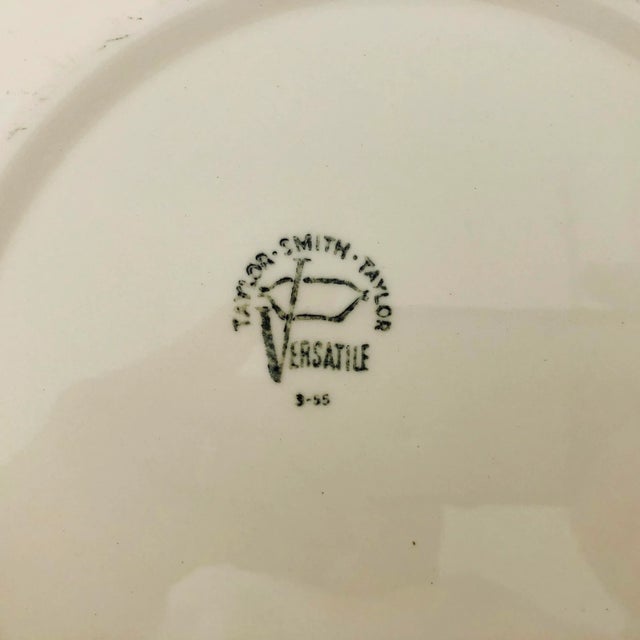 TAYLOR · SMITH · TAYLOR
VERSATILE
3-55